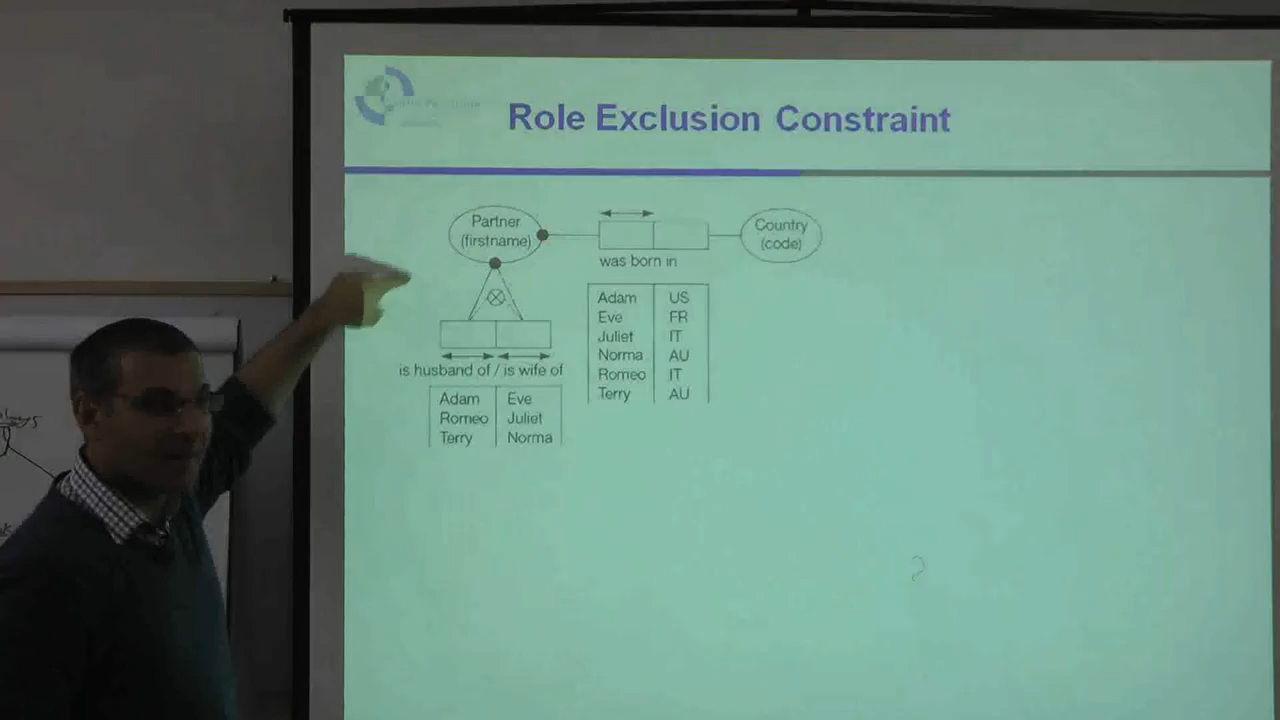 Role Exclusion Constraint
Partner
(firstname)
Country
(code)
was born in
Adam US
Eve FR
Juliet IT
Norma AU
Romeo IT
Terry AU
is husband of / is wife of
Adam Eve
Romeo Juliet
Terry Norma
?